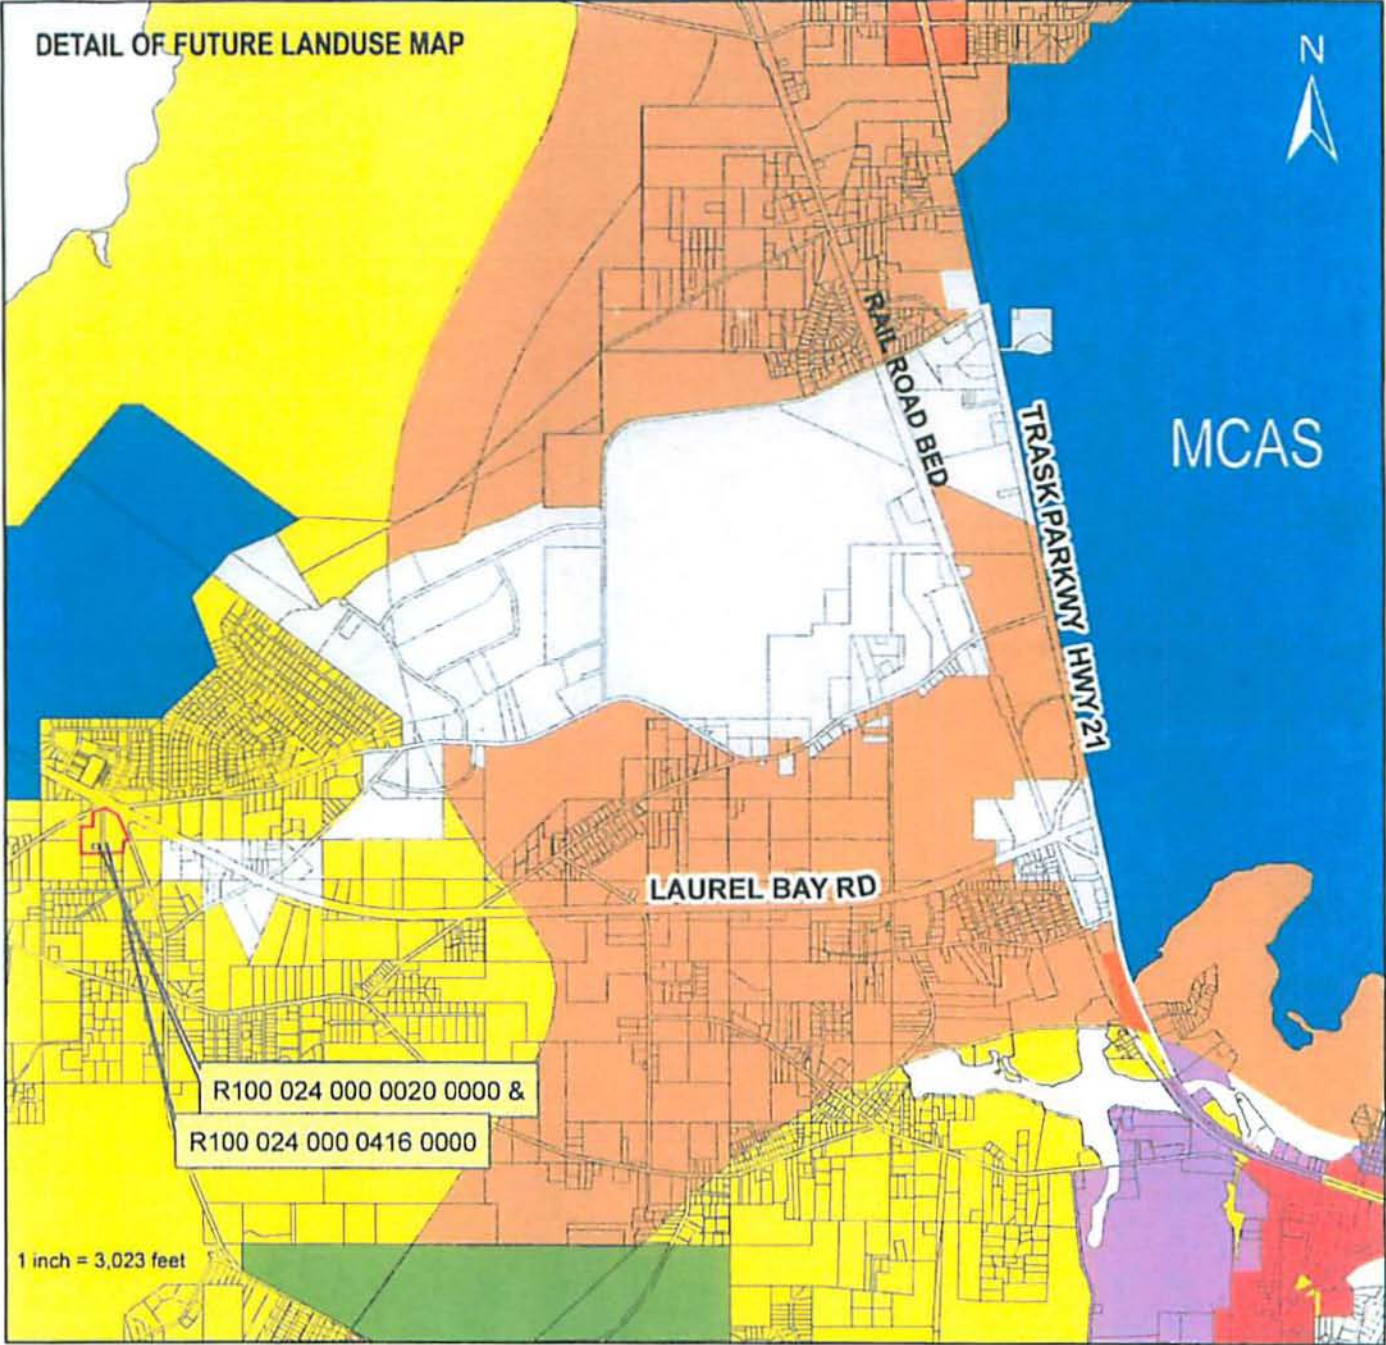 DETAIL OF FUTURE LANDUSE MAP
N
RAIL ROAD BED
TRASK PARKWY HWY 21
MCAS
LAUREL BAY RD
R100 024 000 0020 0000 &
R100 024 000 0416 0000
1 inch = 3,023 feet